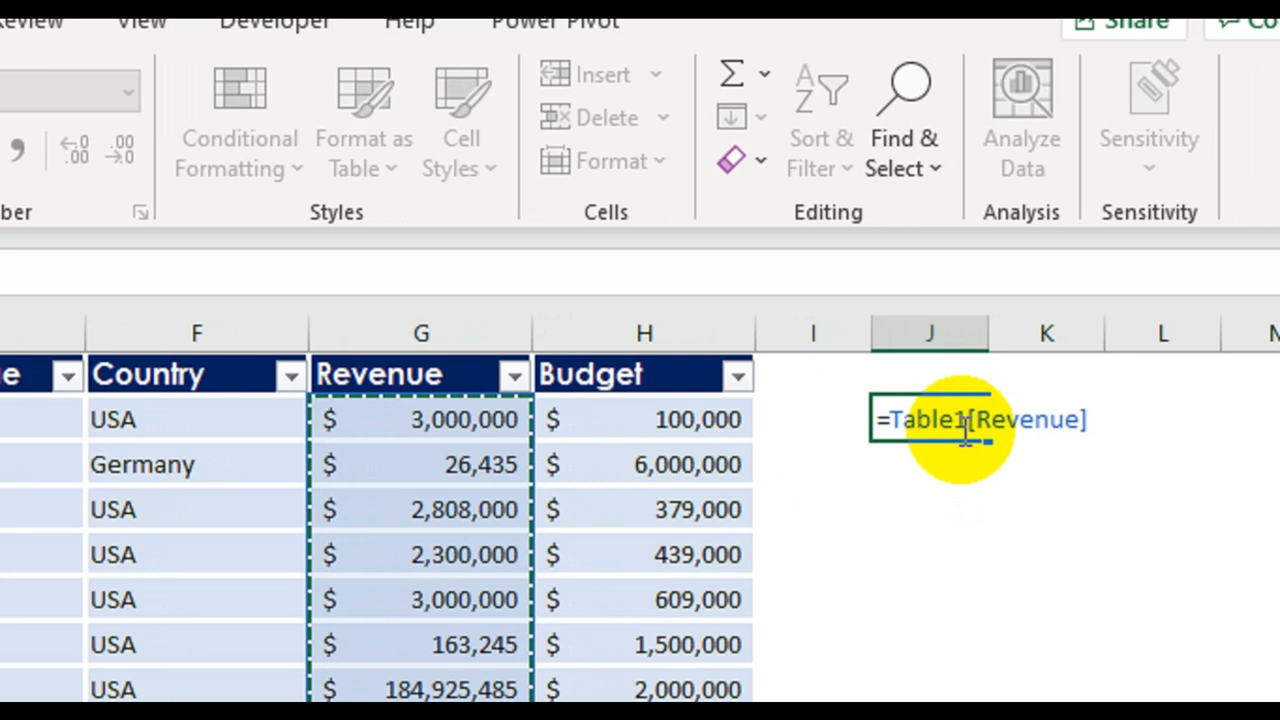 Review View Developer Help Power Pivot Share Co
Insert
Delete
Format
Conditional Formatting
Format as Table
Cell Styles
Sort & Filter
Find & Select
Analyze Data
Sensitivity
ber Styles Cells Editing Analysis Sensitivity
F G H I J K L M
e Country Revenue Budget
USA $ 3,000,000 $ 100,000 =Table1[Revenue]
Germany $ 26,435 $ 6,000,000
USA $ 2,808,000 $ 379,000
USA $ 2,300,000 $ 439,000
USA $ 3,000,000 $ 609,000
USA $ 163,245 $ 1,500,000
USA $ 184,925,485 $ 2,000,000